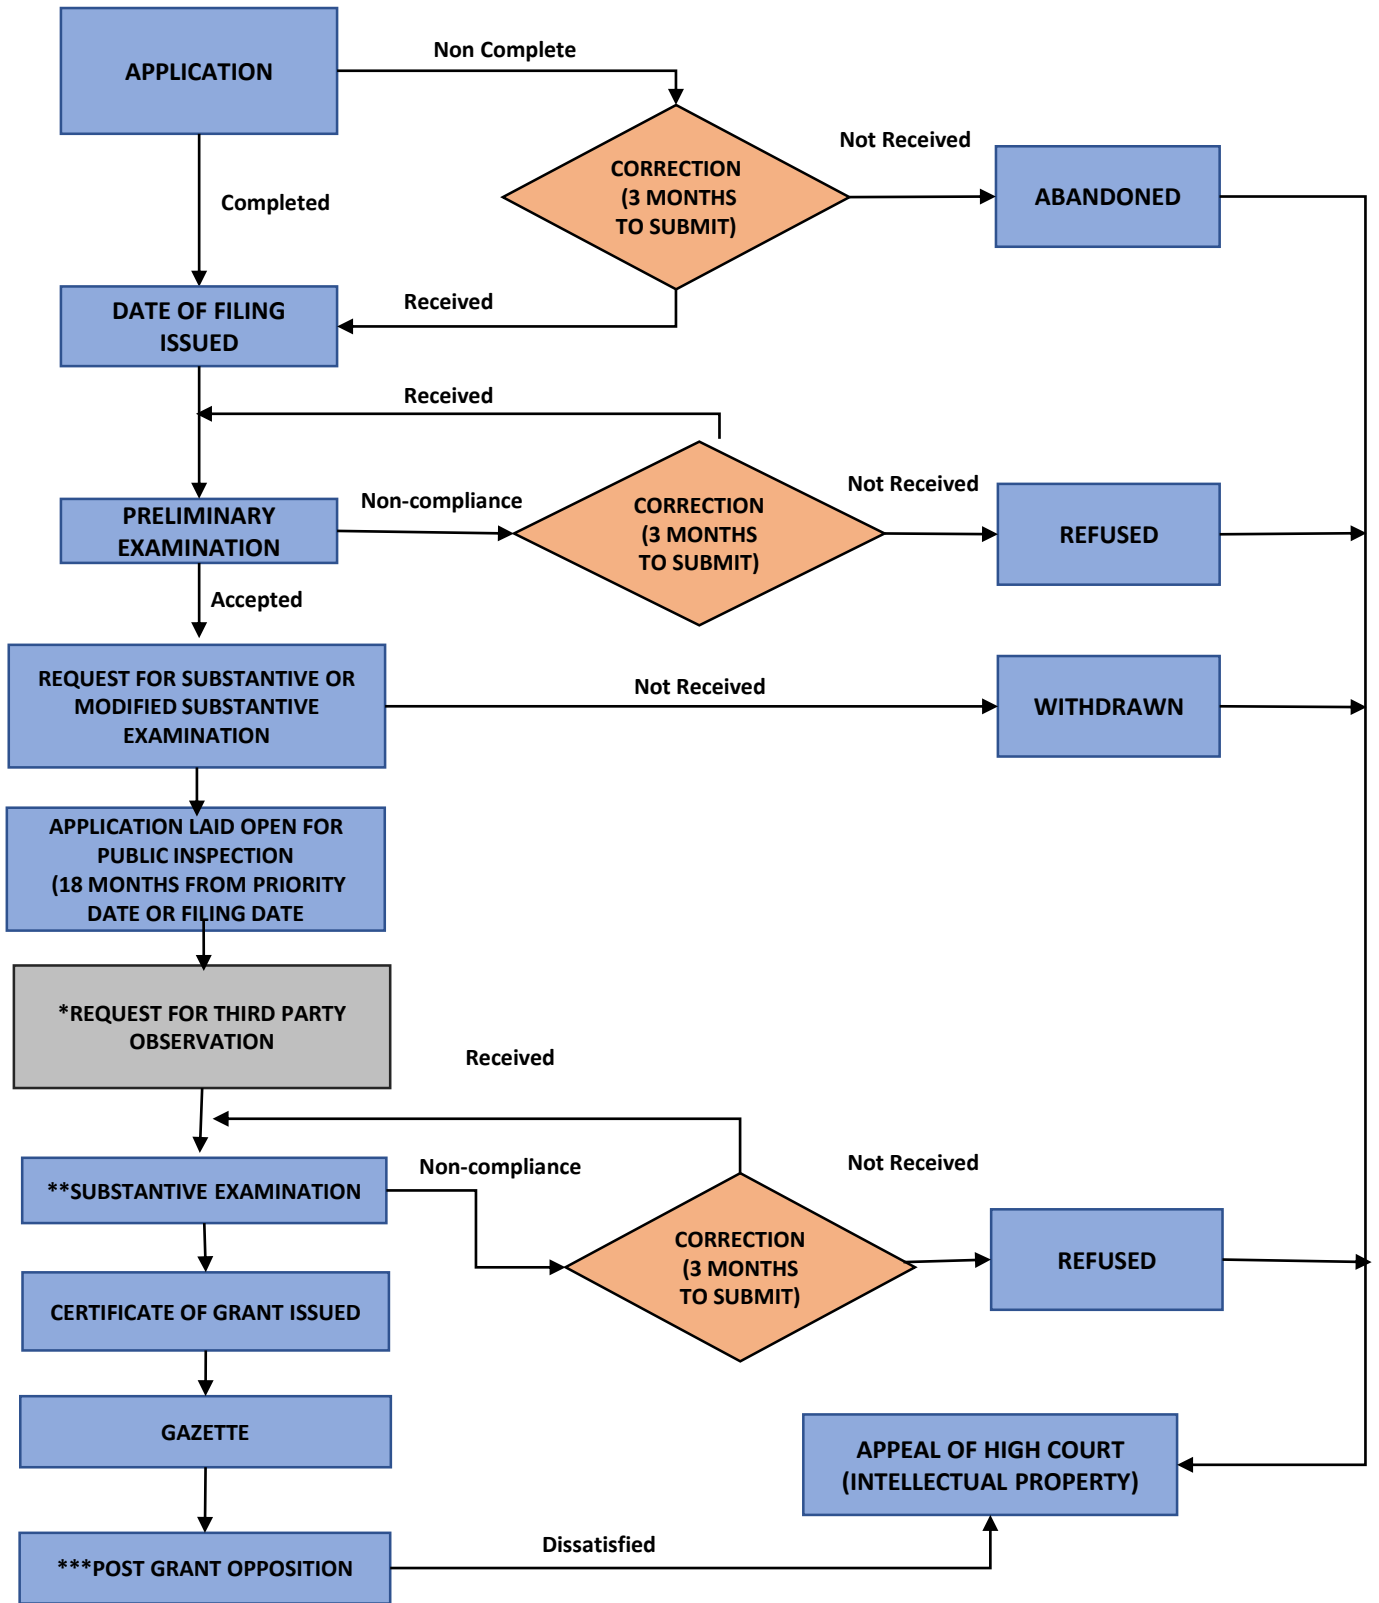 APPLICATION
Non Complete
CORRECTION
(3 MONTHS
TO SUBMIT)
Not Received
ABANDONED
Completed
Received
DATE OF FILING
ISSUED
Received
PRELIMINARY
EXAMINATION
Non-compliance
CORRECTION
(3 MONTHS
TO SUBMIT)
Not Received
REFUSED
Accepted
REQUEST FOR SUBSTANTIVE OR
MODIFIED SUBSTANTIVE
EXAMINATION
Not Received
WITHDRAWN
APPLICATION LAID OPEN FOR
PUBLIC INSPECTION
(18 MONTHS FROM PRIORITY
DATE OR FILING DATE
*REQUEST FOR THIRD PARTY
OBSERVATION
Received
**SUBSTANTIVE EXAMINATION
Non-compliance
CORRECTION
(3 MONTHS
TO SUBMIT)
Not Received
REFUSED
CERTIFICATE OF GRANT ISSUED
GAZETTE
APPEAL OF HIGH COURT
(INTELLECTUAL PROPERTY)
***POST GRANT OPPOSITION
Dissatisfied